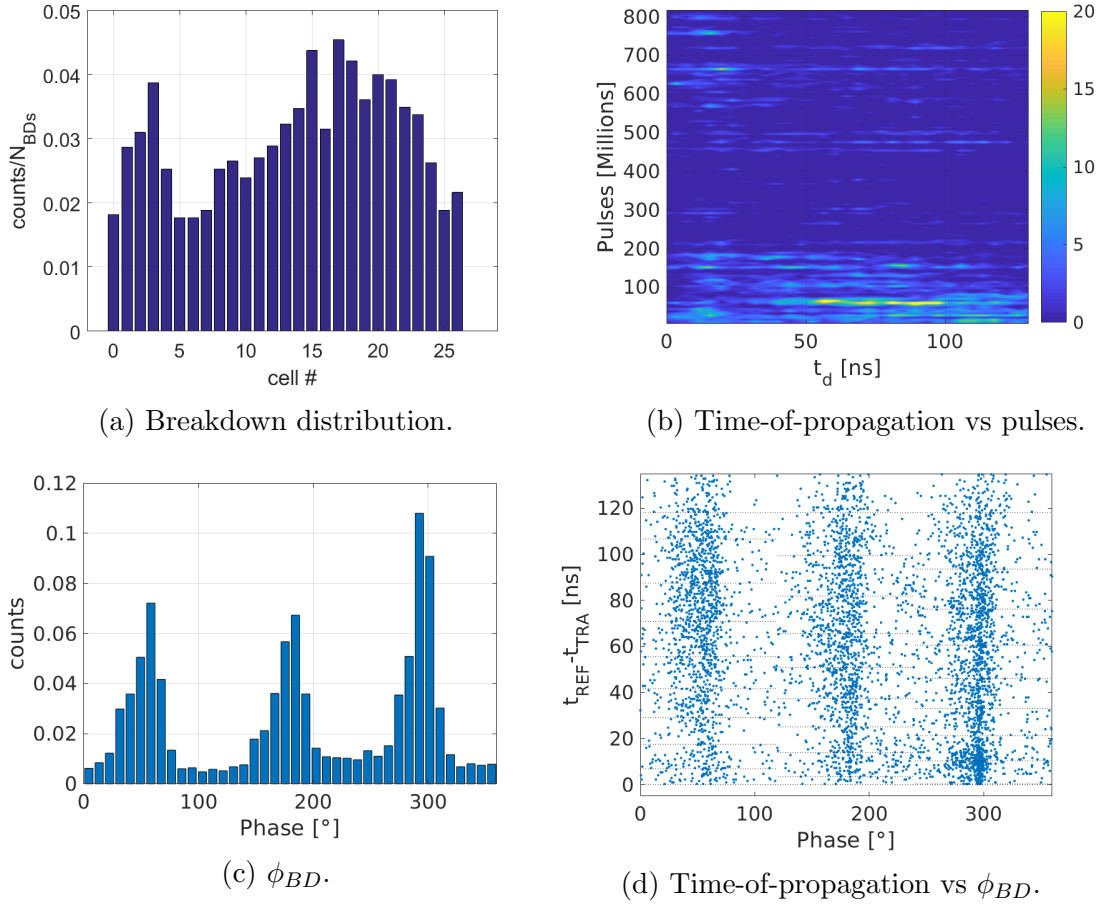 0.05
0.04
0.03
0.02
0.01
0
counts/N_BDs
0 5 10 15 20 25
cell #
(a) Breakdown distribution.
800
700
600
500
400
300
200
100
Pulses [Millions]
0 50 100
t_d [ns]
20
15
10
5
0
(b) Time-of-propagation vs pulses.
0.12
0.1
0.08
0.06
0.04
0.02
0
counts
0 100 200 300
Phase [°]
(c) ϕ_BD.
120
100
80
60
40
20
0
t_REF-t_TRA [ns]
0 100 200 300
Phase [°]
(d) Time-of-propagation vs ϕ_BD.